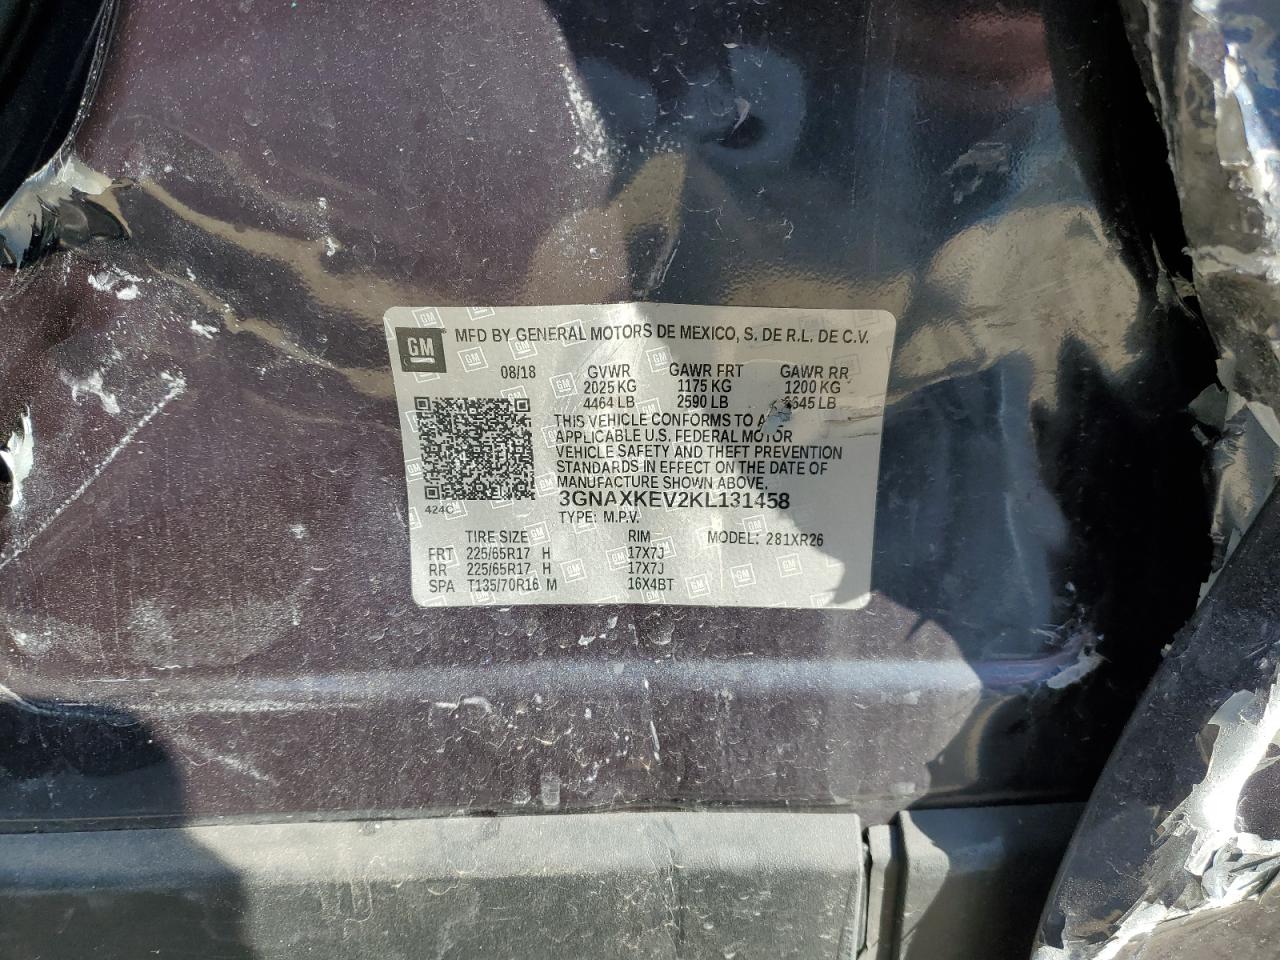 GM
MFD BY GENERAL MOTORS DE MEXICO, S. DE R.L. DE C.V.
08/18 GVWR GAWR FRT GAWR RR
2025 KG 1175 KG 1200 KG
4464 LB 2590 LB 645 LB
THIS VEHICLE CONFORMS TO
APPLICABLE U.S. FEDERAL MOTOR
VEHICLE SAFETY AND THEFT PREVENTION
STANDARDS IN EFFECT ON THE DATE OF
MANUFACTURE SHOWN ABOVE.
3GNAXKEV2KL131458
424C
TYPE: M.P.V.
TIRE SIZE RIM MODEL: 281XR26
FRT 225/65R17 H 17X7J
RR 225/65R17 H 17X7J
SPA T135/70R16 M 16X4BT